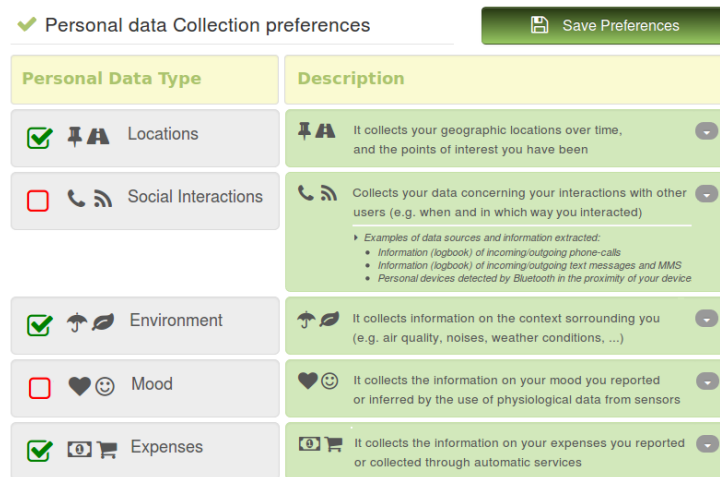 Personal data Collection preferences
Save Preferences
Personal Data Type
Description
Locations
It collects your geographic locations over time,
and the points of interest you have been
Social Interactions
Collects your data concerning your interactions with other
users (e.g. when and in which way you interacted)
Examples of data sources and information extracted:
Information (logbook) of incoming/outgoing phone-calls
Information (logbook) of incoming/outgoing text messages and MMS
Personal devices detected by Bluetooth in the proximity of your device
Environment
It collects information on the context sorrounding you
(e.g. air quality, noises, weather conditions, ...)
Mood
It collects the information on your mood you reported
or inferred by the use of physiological data from sensors
Expenses
It collects the information on your expenses you reported
or collected through automatic services